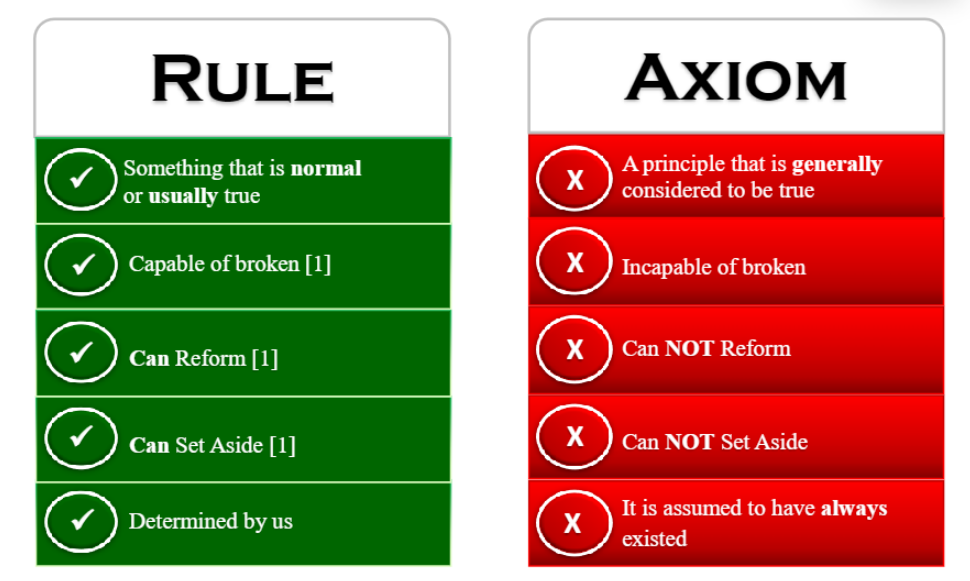 RULE
Something that is normal
or usually true
Capable of broken [1]
Can Reform [1]
Can Set Aside [1]
Determined by us
AXIOM
A principle that is generally
considered to be true
Incapable of broken
Can NOT Reform
Can NOT Set Aside
It is assumed to have always
existed